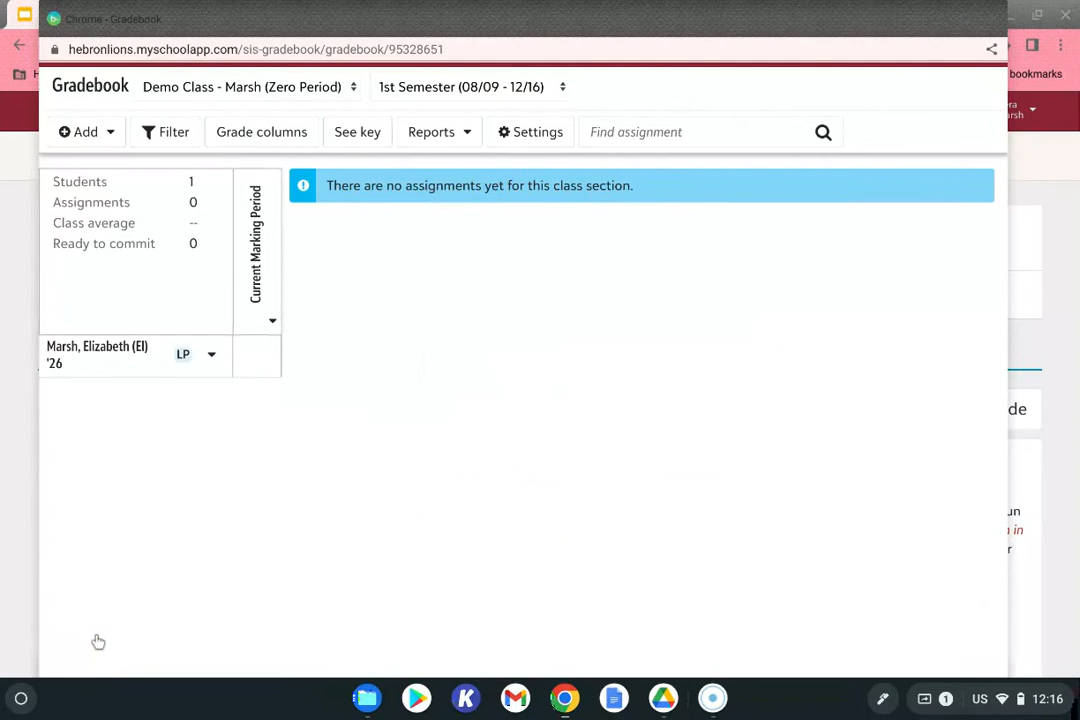 Chrome - Gradebook
hebronlions.myschoolapp.com/sis-gradebook/gradebook/95328651
bookmarks
Gradebook
Demo Class - Marsh (Zero Period)
1st Semester (08/09 - 12/16)
Add
Filter
Grade columns
See key
Reports
Settings
Find assignment
Students 1
Assignments 0
Class average --
Ready to commit 0
Current Marking Period
There are no assignments yet for this class section.
Marsh, Elizabeth (El)
'26
LP
de
un
in
r
K
1
US
12:16